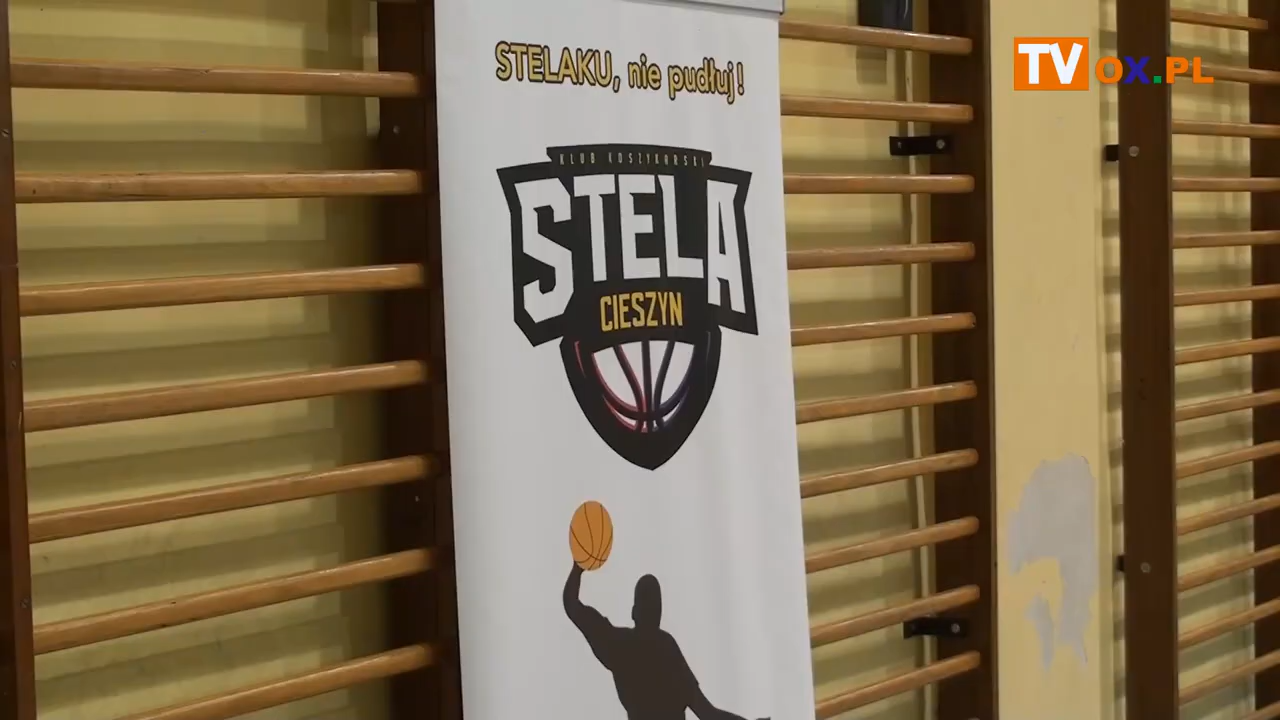 STELAKU, nie pudłuj!
KLUB KOSZYKARSKI
STELA
CIESZYN
TVOX.PL